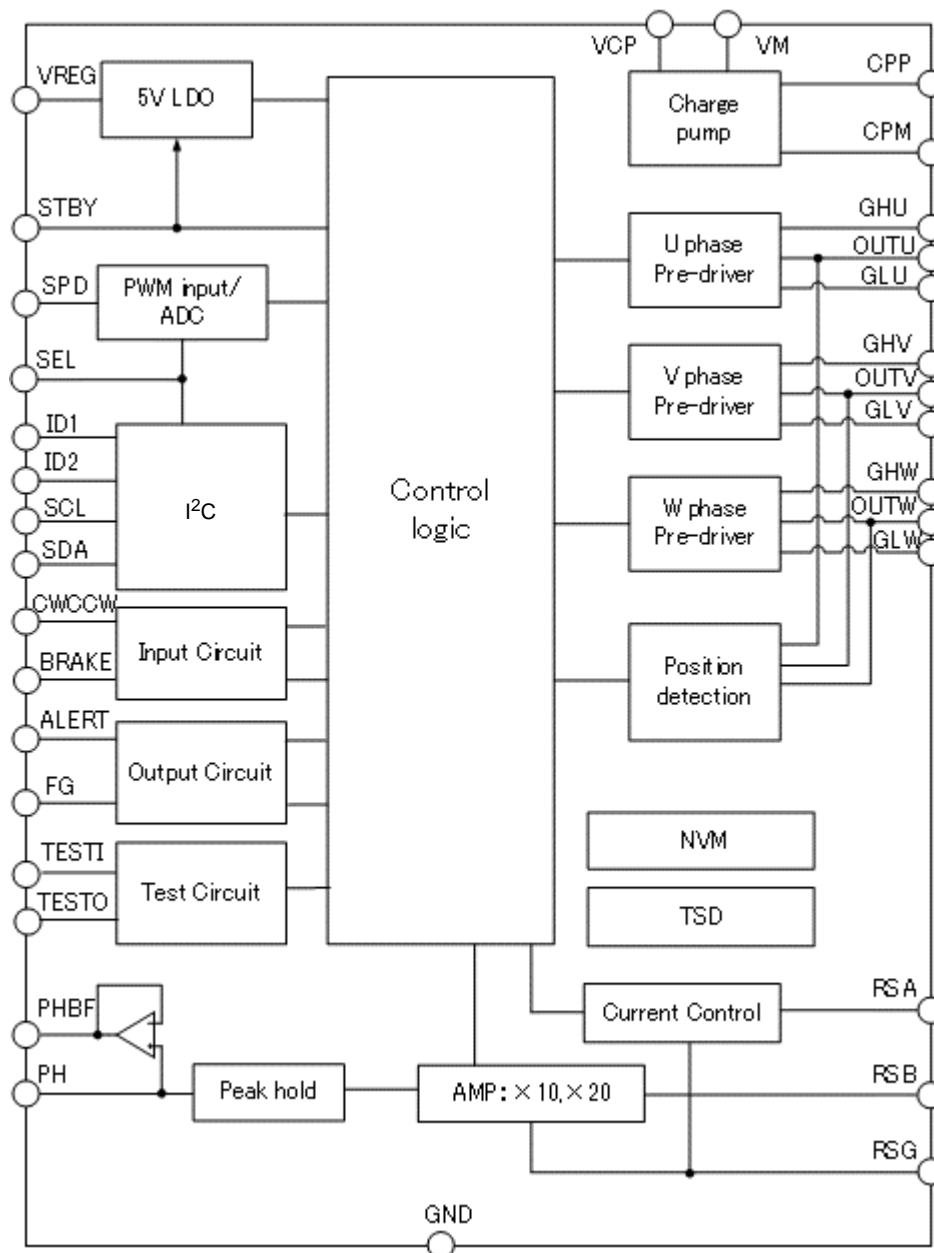 VCP
VM
VREG
5V LDO
Charge
pump
CPP
CPM
STBY
SPD
PWM input/
ADC
SEL
ID1
ID2
SCL
SDA
I²C
Control
logic
U phase
Pre-driver
GHU
OUTU
GLU
V phase
Pre-driver
GHV
OUTV
GLV
W phase
Pre-driver
GHW
OUTW
GLW
CWCCW
BRAKE
Input Circuit
Position
detection
ALERT
FG
Output Circuit
TESTI
TESTO
Test Circuit
NVM
TSD
PHBF
PH
Peak hold
AMP:×10,×20
Current Control
RSA
RSB
RSG
GND